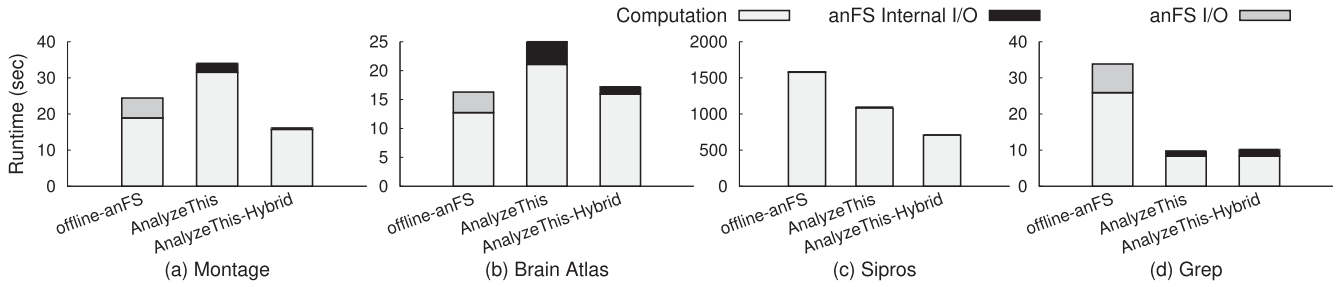 Computation anFS Internal I/O anFS I/O
Runtime (sec)
40
30
20
10
0
offline-anFS
AnalyzeThis
AnalyzeThis-Hybrid
(a) Montage
25
20
15
10
5
0
offline-anFS
AnalyzeThis
AnalyzeThis-Hybrid
(b) Brain Atlas
2000
1500
1000
500
0
offline-anFS
AnalyzeThis
AnalyzeThis-Hybrid
(c) Sipros
40
30
20
10
0
offline-anFS
AnalyzeThis
AnalyzeThis-Hybrid
(d) Grep